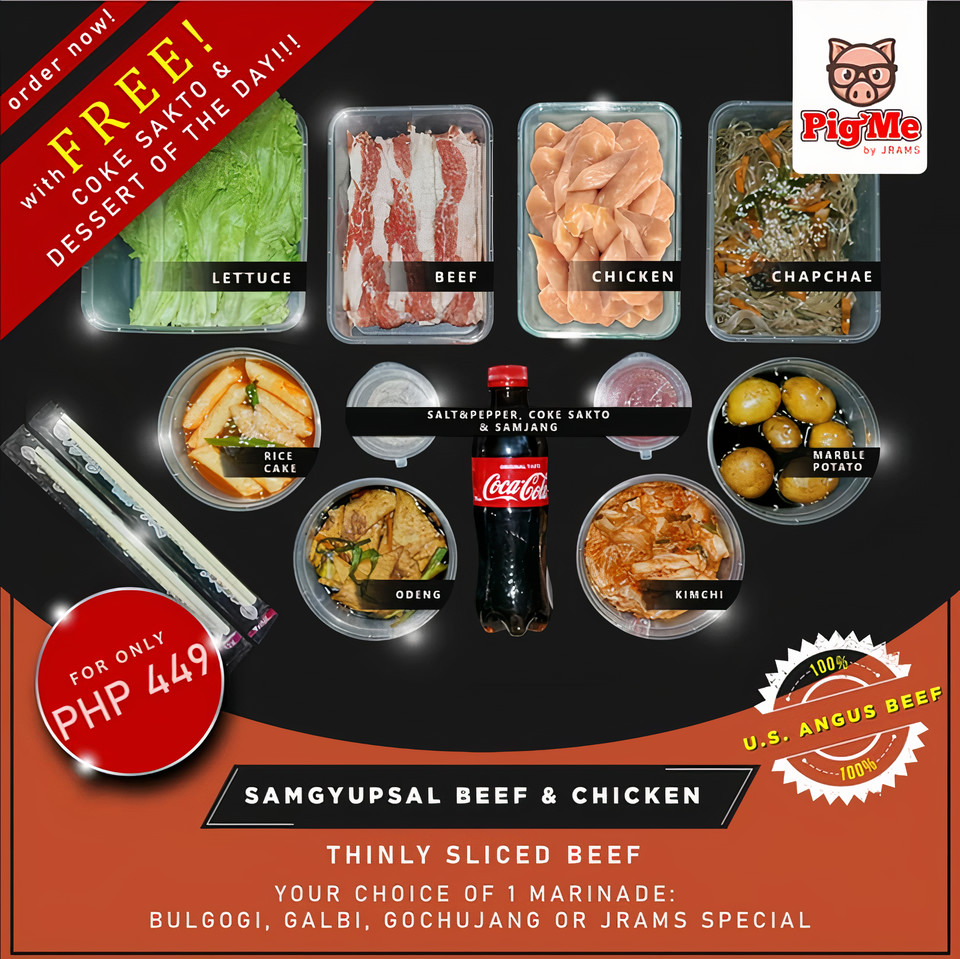 order now!
with FREE!
COKE SAKTO &
DESSERT OF THE DAY!!!
Pig'Me
by JRAMS
LETTUCE
BEEF
CHICKEN
CHAPCHAE
SALT&PEPPER, COKE SAKTO
& SAMJANG
RICE
CAKE
MARBLE
POTATO
ORIGINAL TASTE
Coca-Cola
ODENG
KIMCHI
FOR ONLY
PHP 449
100%
U.S. ANGUS BEEF
100%
SAMGYUPSAL BEEF & CHICKEN
THINLY SLICED BEEF
YOUR CHOICE OF 1 MARINADE:
BULGOGI, GALBI, GOCHUJANG OR JRAMS SPECIAL